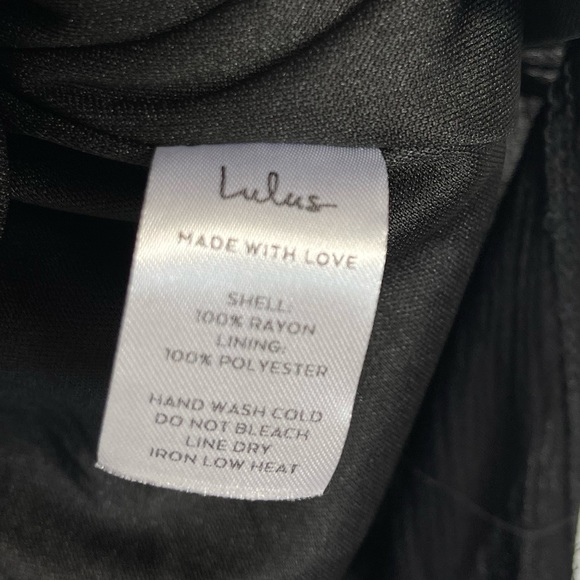 Lulus
MADE WITH LOVE
SHELL:
100% RAYON
LINING:
100% POLYESTER
HAND WASH COLD
DO NOT BLEACH
LINE DRY
IRON LOW HEAT